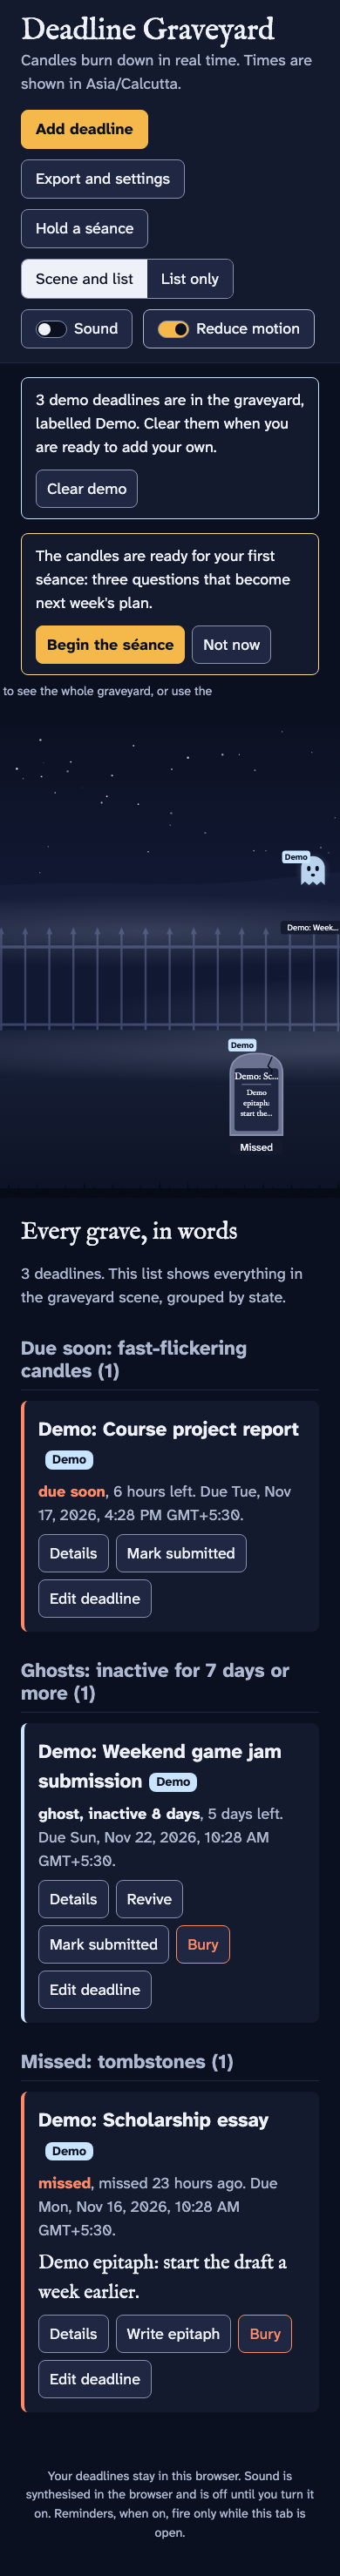 Deadline Graveyard
Candles burn down in real time. Times are
shown in Asia/Calcutta.
Add deadline
Export and settings
Hold a séance
Scene and list
List only
Sound
Reduce motion
3 demo deadlines are in the graveyard,
labelled Demo. Clear them when you
are ready to add your own.
Clear demo
The candles are ready for your first
séance: three questions that become
next week's plan.
Begin the séance
Not now
to see the whole graveyard, or use the
Demo
Demo: Week...
Demo
Demo: Sc...
Demo
epitaph:
start the...
Missed
Every grave, in words
3 deadlines. This list shows everything in
the graveyard scene, grouped by state.
Due soon: fast-flickering
candles (1)
Demo: Course project report
Demo
due soon, 6 hours left. Due Tue, Nov
17, 2026, 4:28 PM GMT+5:30.
Details
Mark submitted
Edit deadline
Ghosts: inactive for 7 days or
more (1)
Demo: Weekend game jam
submission Demo
ghost, inactive 8 days, 5 days left.
Due Sun, Nov 22, 2026, 10:28 AM
GMT+5:30.
Details
Revive
Mark submitted
Bury
Edit deadline
Missed: tombstones (1)
Demo: Scholarship essay
Demo
missed, missed 23 hours ago. Due
Mon, Nov 16, 2026, 10:28 AM
GMT+5:30.
Demo epitaph: start the draft a
week earlier.
Details
Write epitaph
Bury
Edit deadline
Your deadlines stay in this browser. Sound is
synthesised in the browser and is off until you turn it
on. Reminders, when on, fire only while this tab is
open.